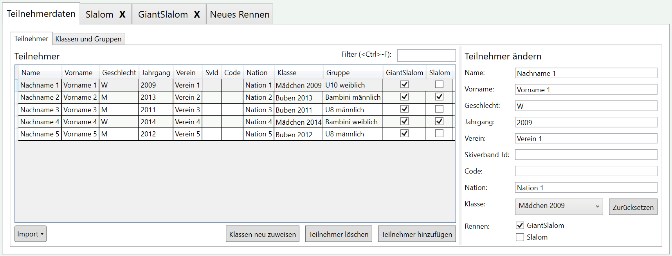 Teilnehmerdaten Slalom X GiantSlalom X Neues Rennen
Teilnehmer Klassen und Gruppen
Teilnehmer Filter (<Ctrl>-f):
Name Vorname Geschlecht Jahrgang Verein SvId Code Nation Klasse Gruppe GiantSlalom Slalom
Nachname 1 Vorname 1 W 2009 Verein 1 Nation 1 Mädchen 2009 U10 weiblich
Nachname 2 Vorname 2 M 2013 Verein 2 Nation 2 Buben 2013 Bambini männlich
Nachname 3 Vorname 3 M 2011 Verein 3 Nation 3 Buben 2011 U8 männlich
Nachname 4 Vorname 4 W 2014 Verein 4 Nation 4 Mädchen 2014 Bambini weiblich
Nachname 5 Vorname 5 M 2012 Verein 5 Nation 5 Buben 2012 U8 männlich
Import
Klassen neu zuweisen Teilnehmer löschen Teilnehmer hinzufügen
Teilnehmer ändern
Name: Nachname 1
Vorname: Vorname 1
Geschlecht: W
Jahrgang: 2009
Verein: Verein 1
Skiverband Id:
Code:
Nation: Nation 1
Klasse: Mädchen 2009 Zurücksetzen
Rennen: GiantSlalom
Slalom